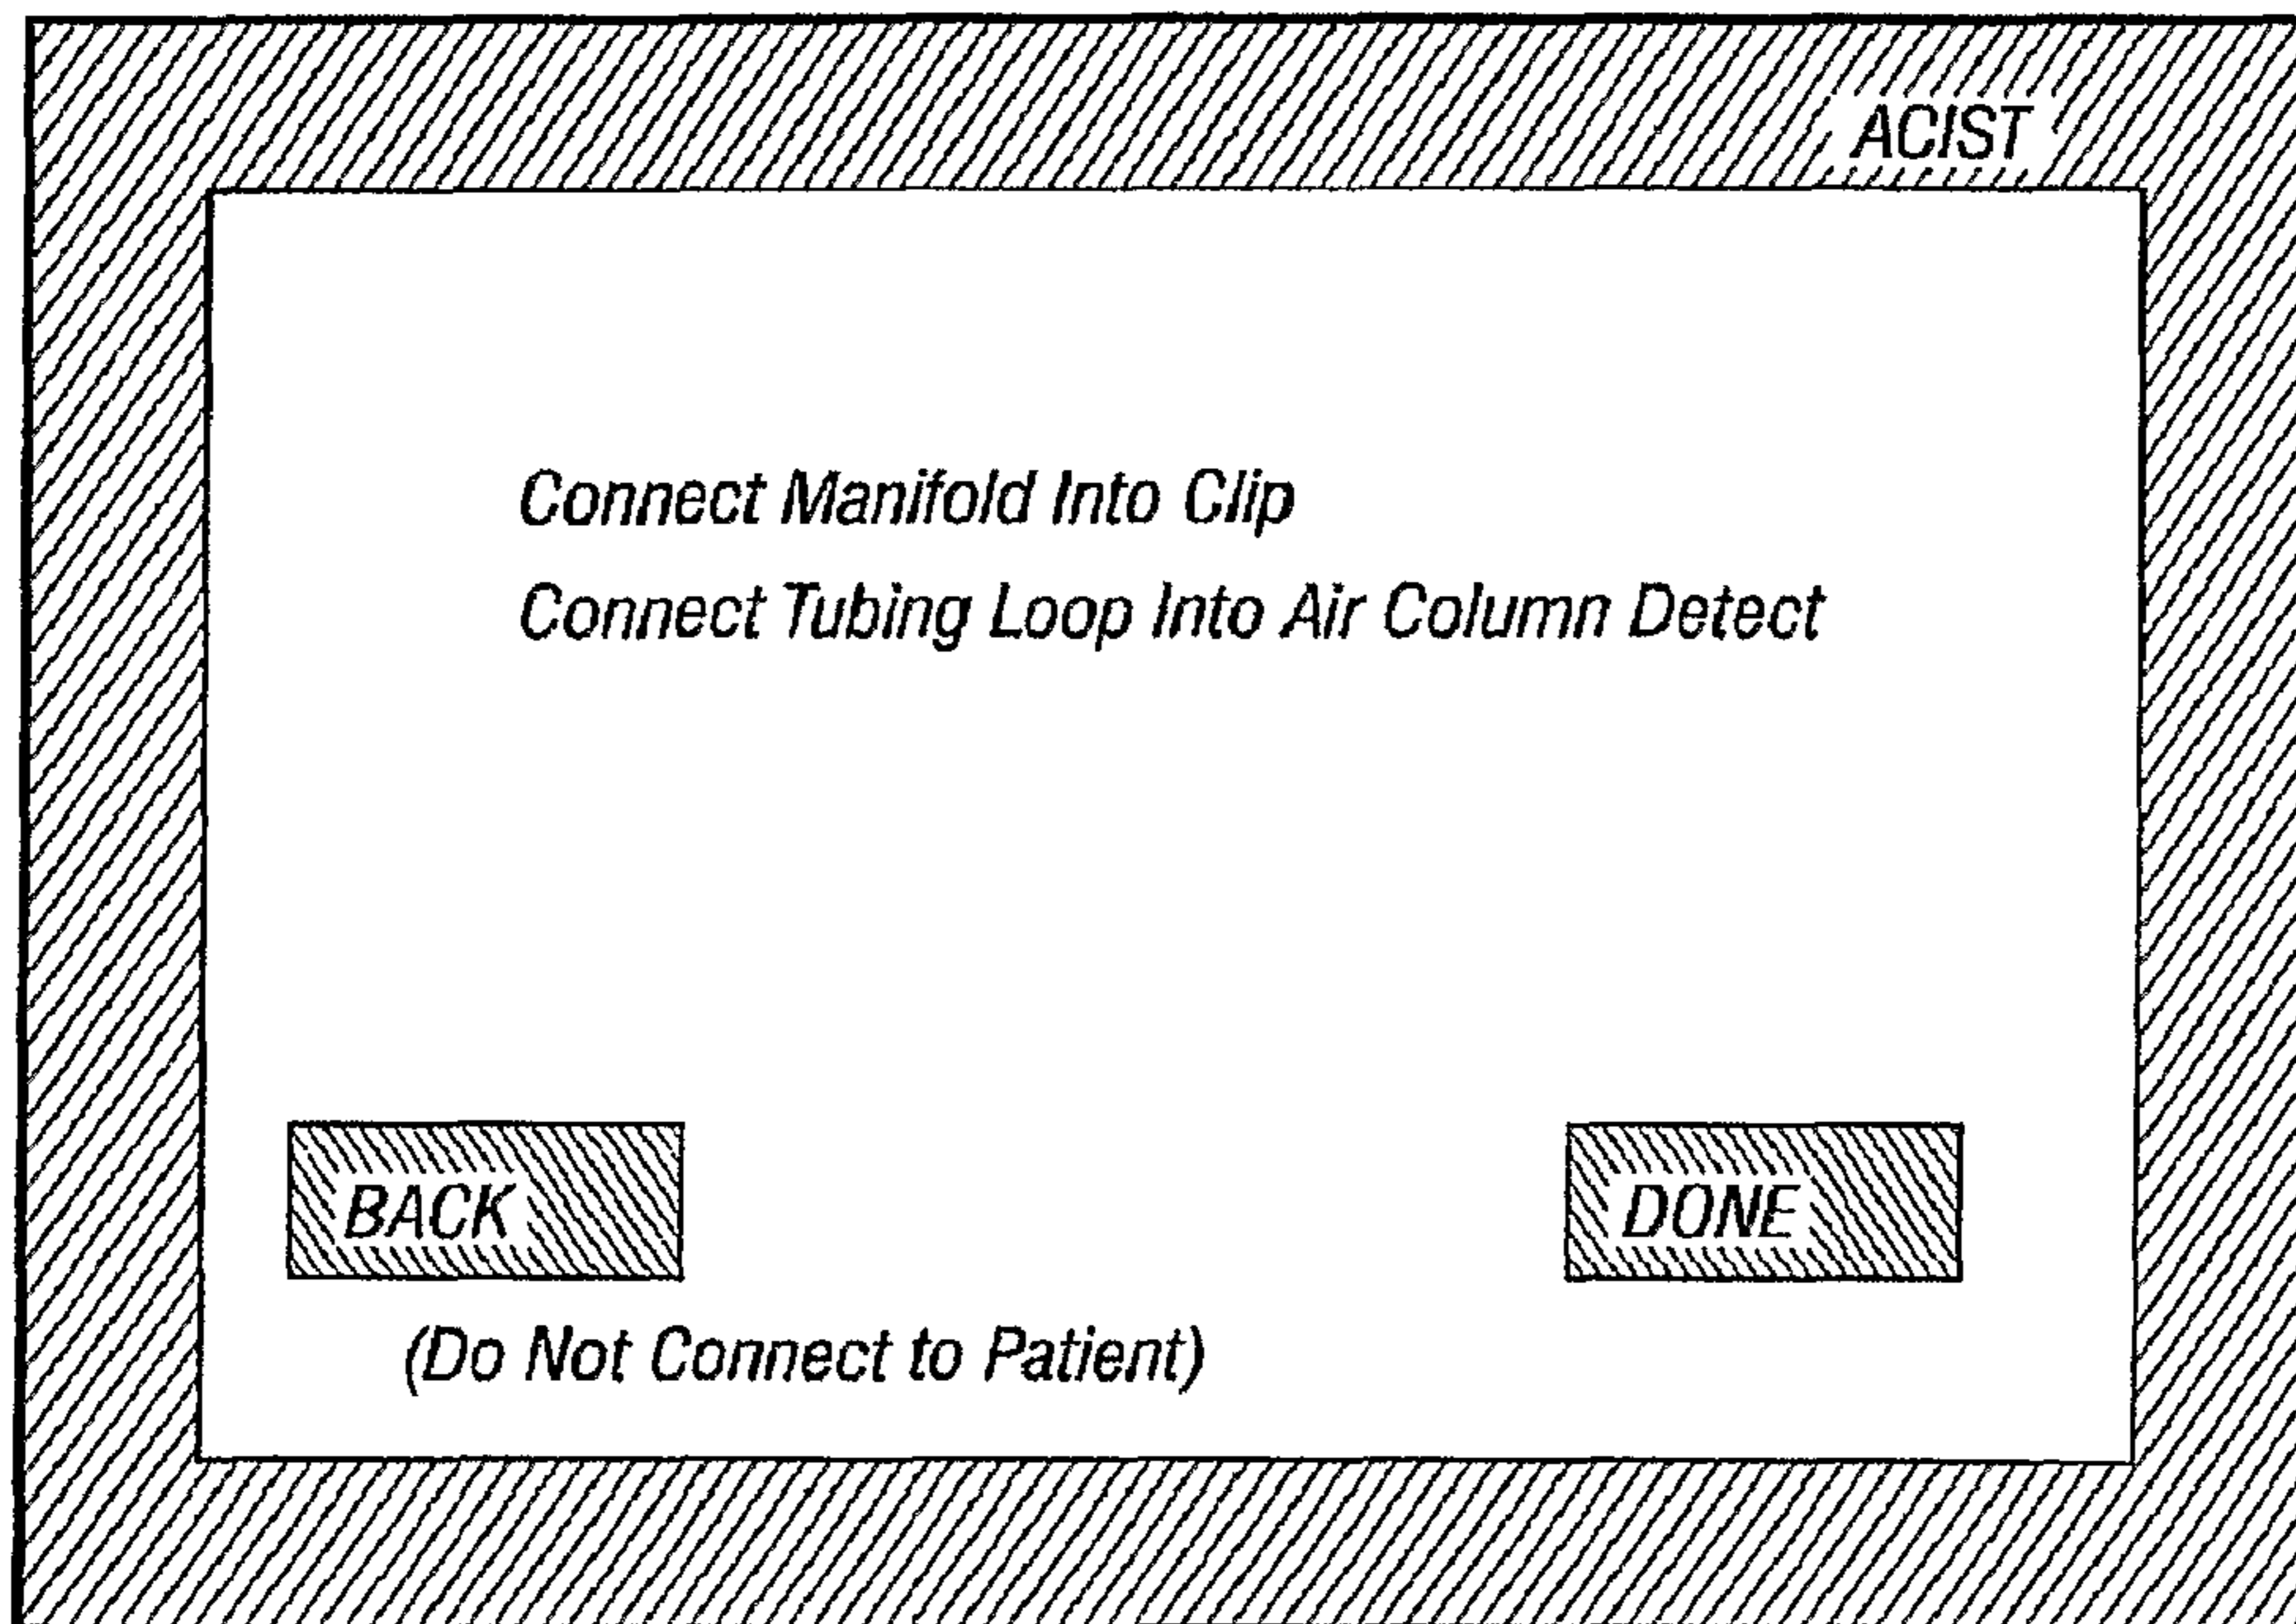 ACIST
Connect Manifold Into Clip
Connect Tubing Loop Into Air Column Detect
BACK
DONE
(Do Not Connect to Patient)